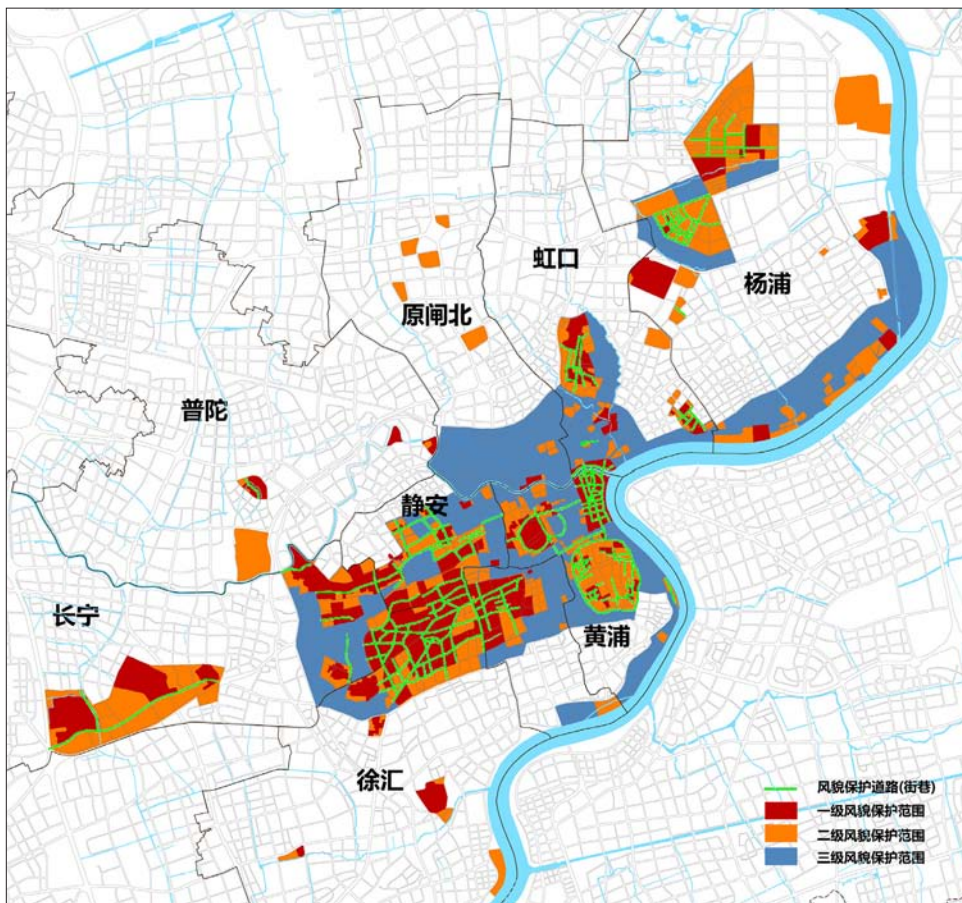 虹口
杨浦
原闸北
普陀
静安
长宁
黄浦
徐汇
风貌保护道路(街巷)
一级风貌保护范围
二级风貌保护范围
三级风貌保护范围